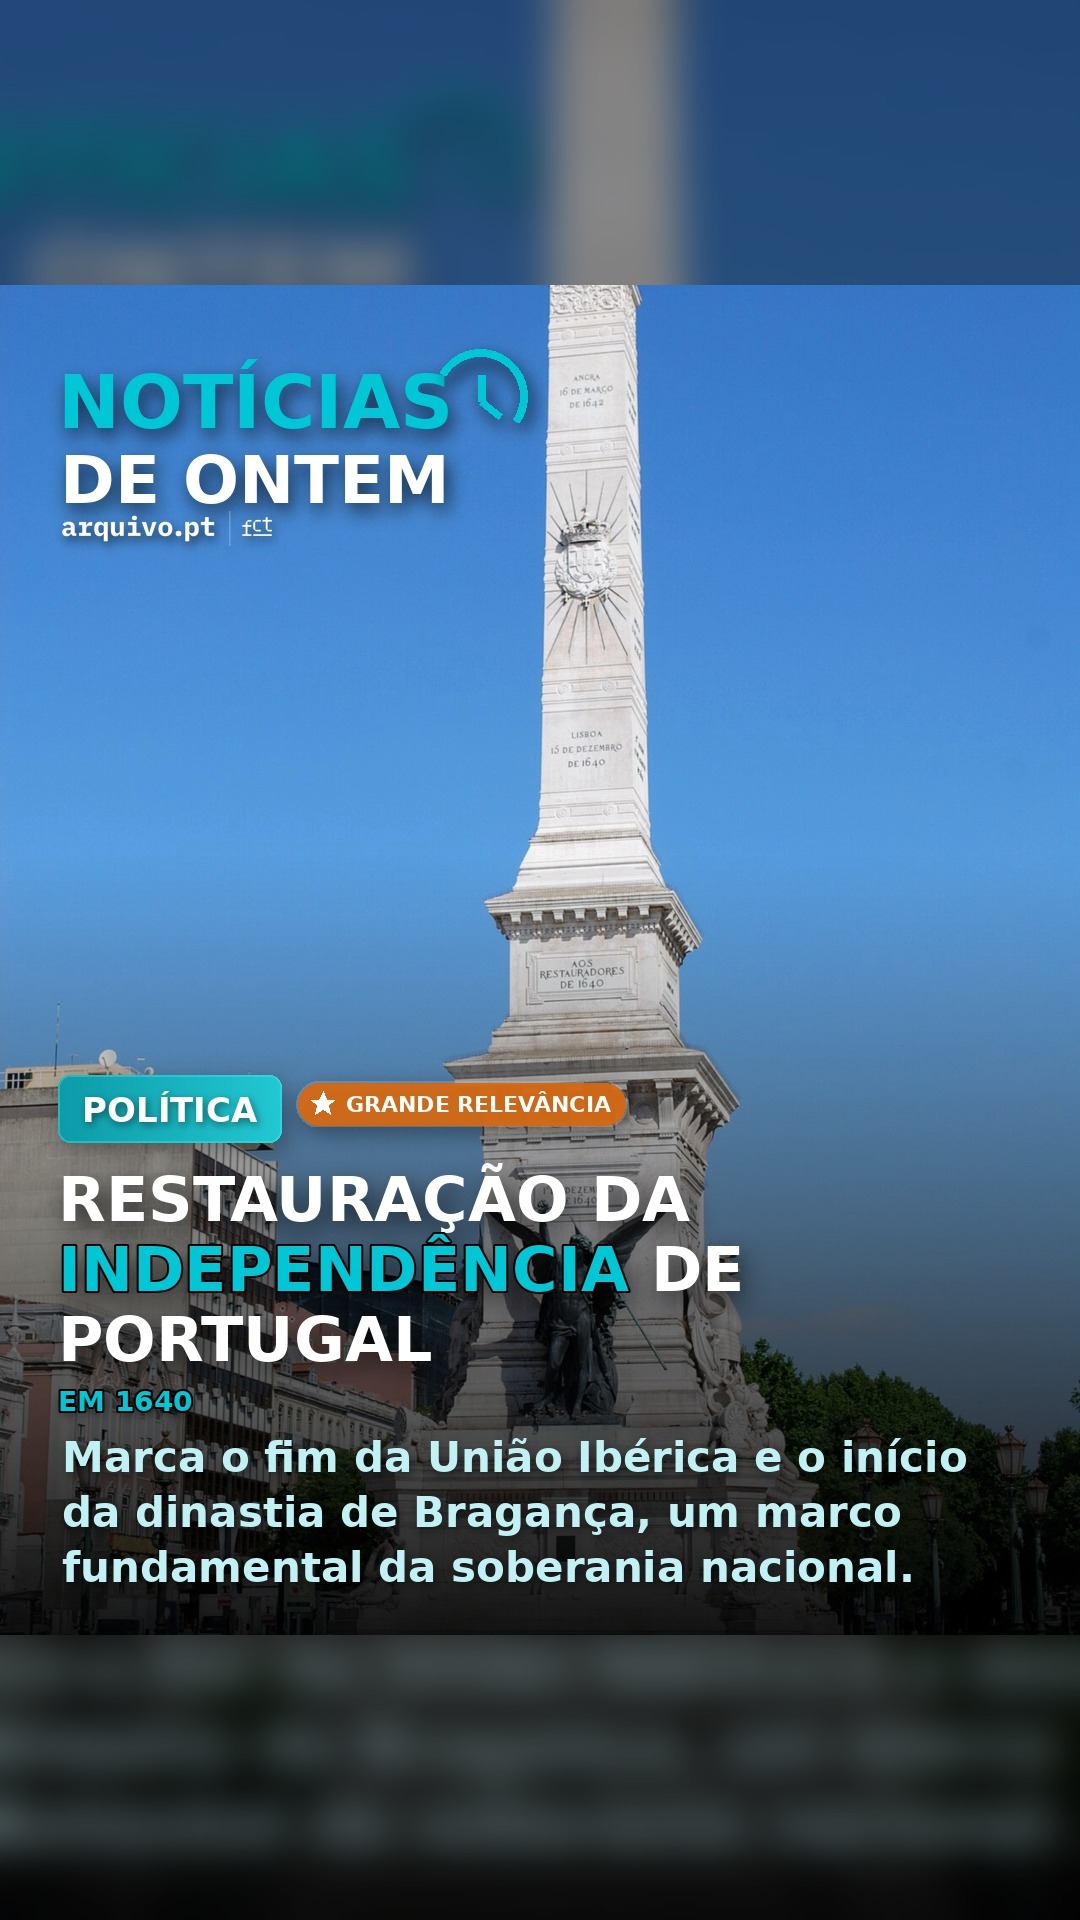 NOTÍCIAS
DE ONTEM
arquivo.pt | fct
ANGRA
16 DE MARÇO
DE 1642
LISBOA
15 DE DEZEMBRO
DE 1640
AOS
RESTAURADORES
DE 1640
POLÍTICA
GRANDE RELEVÂNCIA
RESTAURAÇÃO DA
INDEPENDÊNCIA DE
PORTUGAL
EM 1640
Marca o fim da União Ibérica e o início
da dinastia de Bragança, um marco
fundamental da soberania nacional.